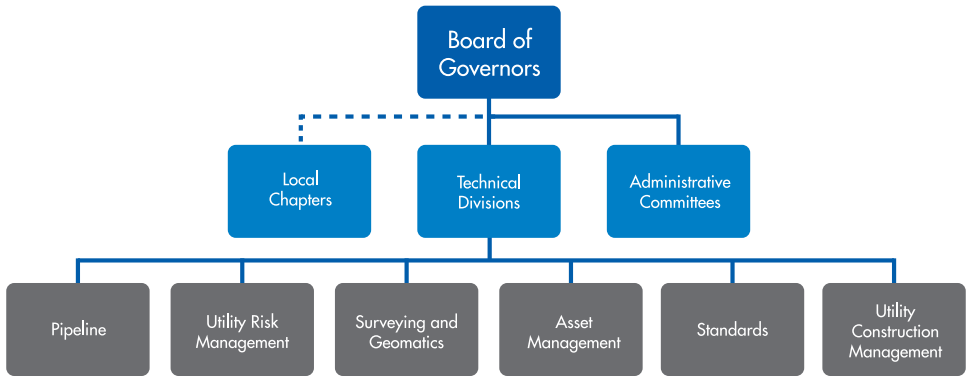 Board of
Governors
Local
Chapters
Technical
Divisions
Administrative
Committees
Pipeline
Utility Risk
Management
Surveying and
Geomatics
Asset
Management
Standards
Utility
Construction
Management